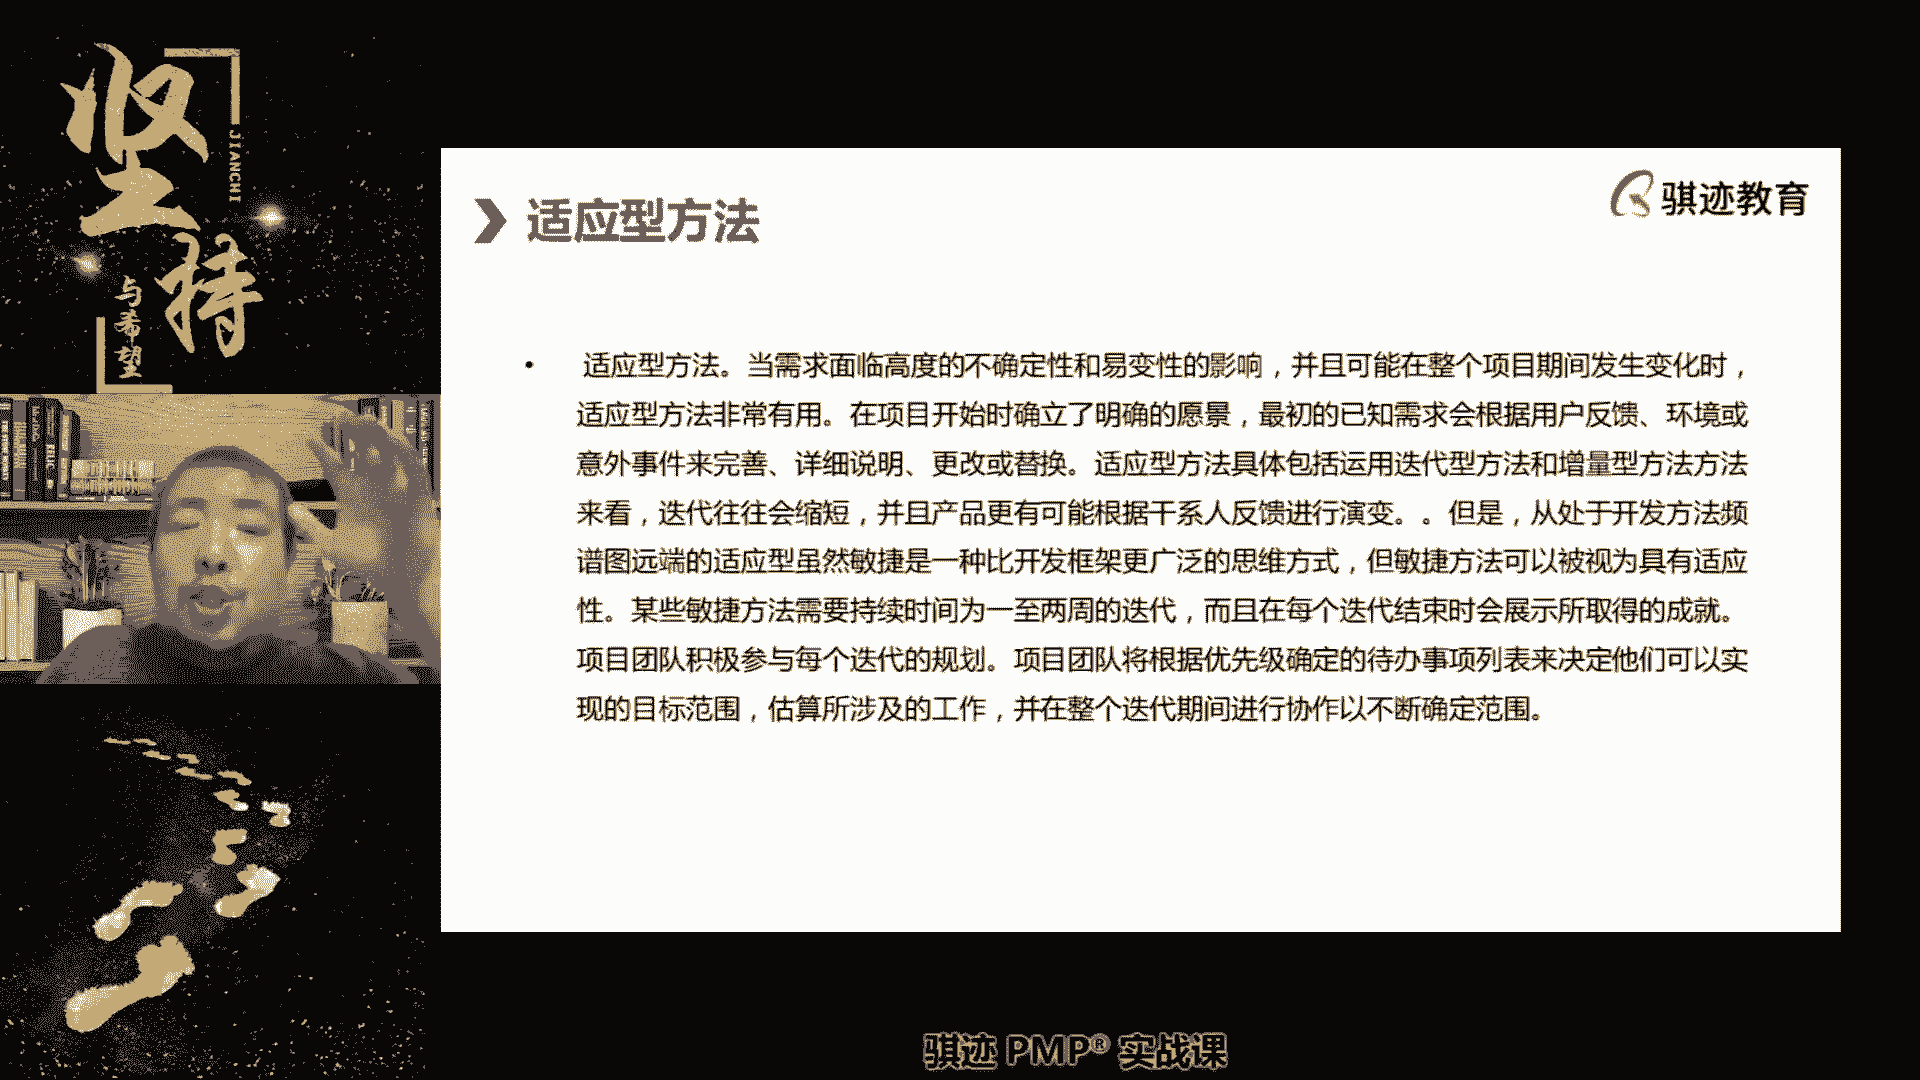 坚持
JIANCHI
与希望
骐迹教育
适应型方法
• 适应型方法。当需求面临高度的不确定性和易变性的影响，并且可能在整个项目期间发生变化时，
适应型方法非常有用。在项目开始时确立了明确的愿景，最初的已知需求会根据用户反馈、环境或
意外事件来完善、详细说明、更改或替换。适应型方法具体包括运用迭代型方法和增量型方法方法
来看，迭代往往会缩短，并且产品更有可能根据干系人反馈进行演变。。但是，从处于开发方法频
谱图远端的适应型虽然敏捷是一种比开发框架更广泛的思维方式，但敏捷方法可以被视为具有适应
性。某些敏捷方法需要持续时间为一至两周的迭代，而且在每个迭代结束时会展示所取得的成就。
项目团队积极参与每个迭代的规划。项目团队将根据优先级确定的待办事项列表来决定他们可以实
现的目标范围，估算所涉及的工作，并在整个迭代期间进行协作以不断确定范围。
骐迹 PMP® 实战课